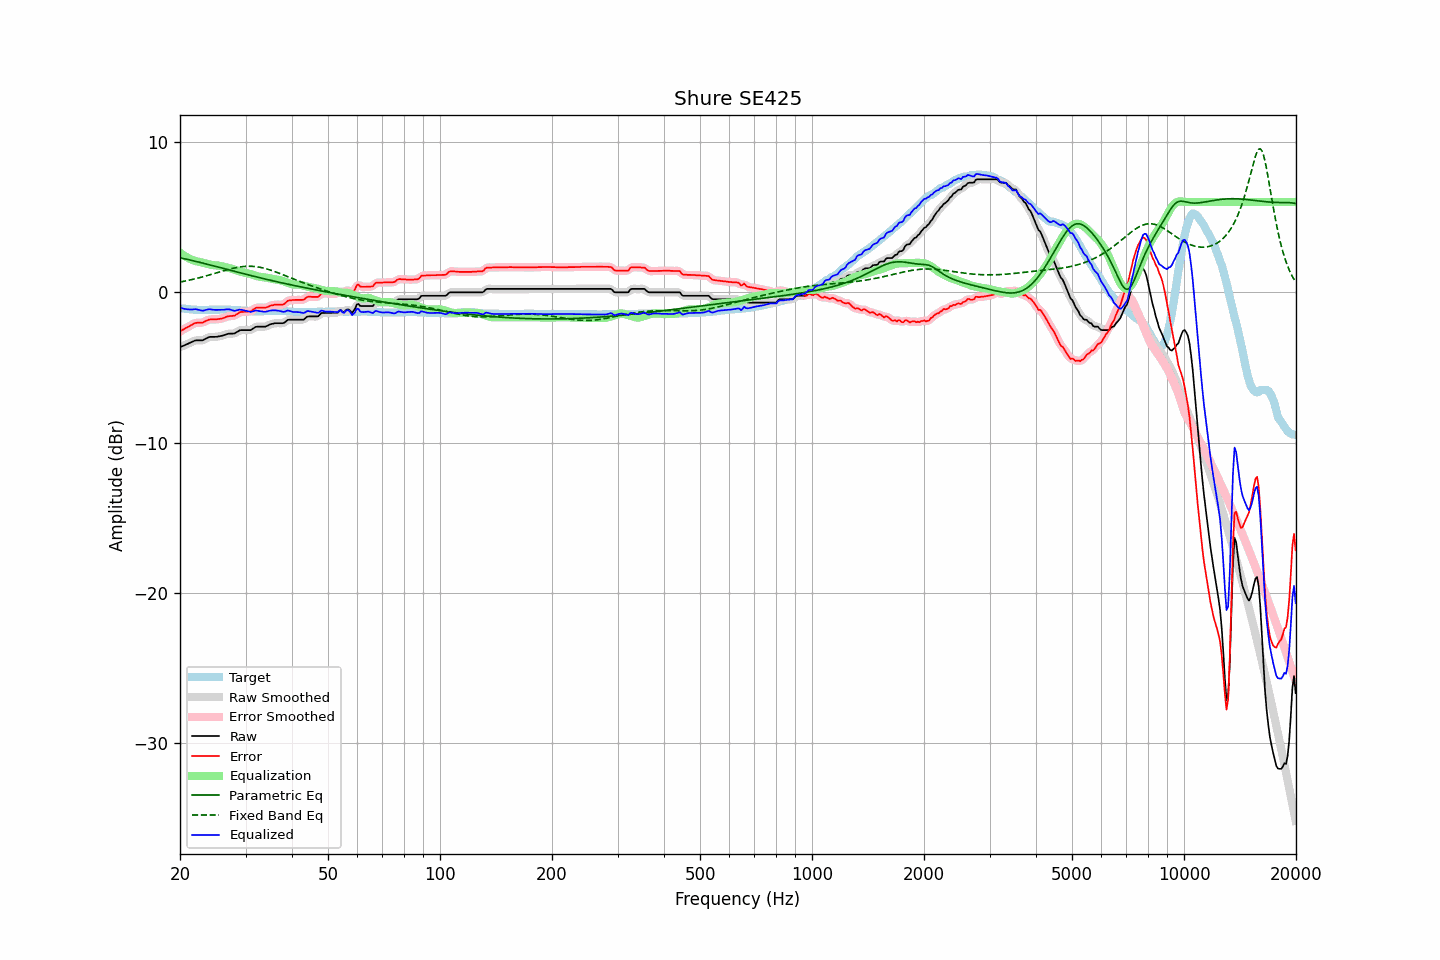 Shure SE425
10
0
−10
−20
−30
Amplitude (dBr)
Target
Raw Smoothed
Error Smoothed
Raw
Error
Equalization
Parametric Eq
Fixed Band Eq
Equalized
20 50 100 200 500 1000 2000 5000 10000 20000
Frequency (Hz)